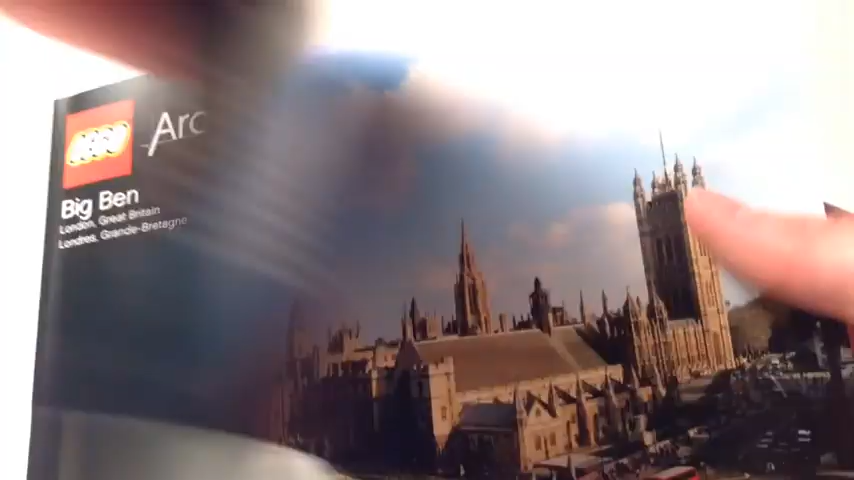 LEGO
Arc
Big Ben
London, Great Britain
Londres, Grande-Bretagne